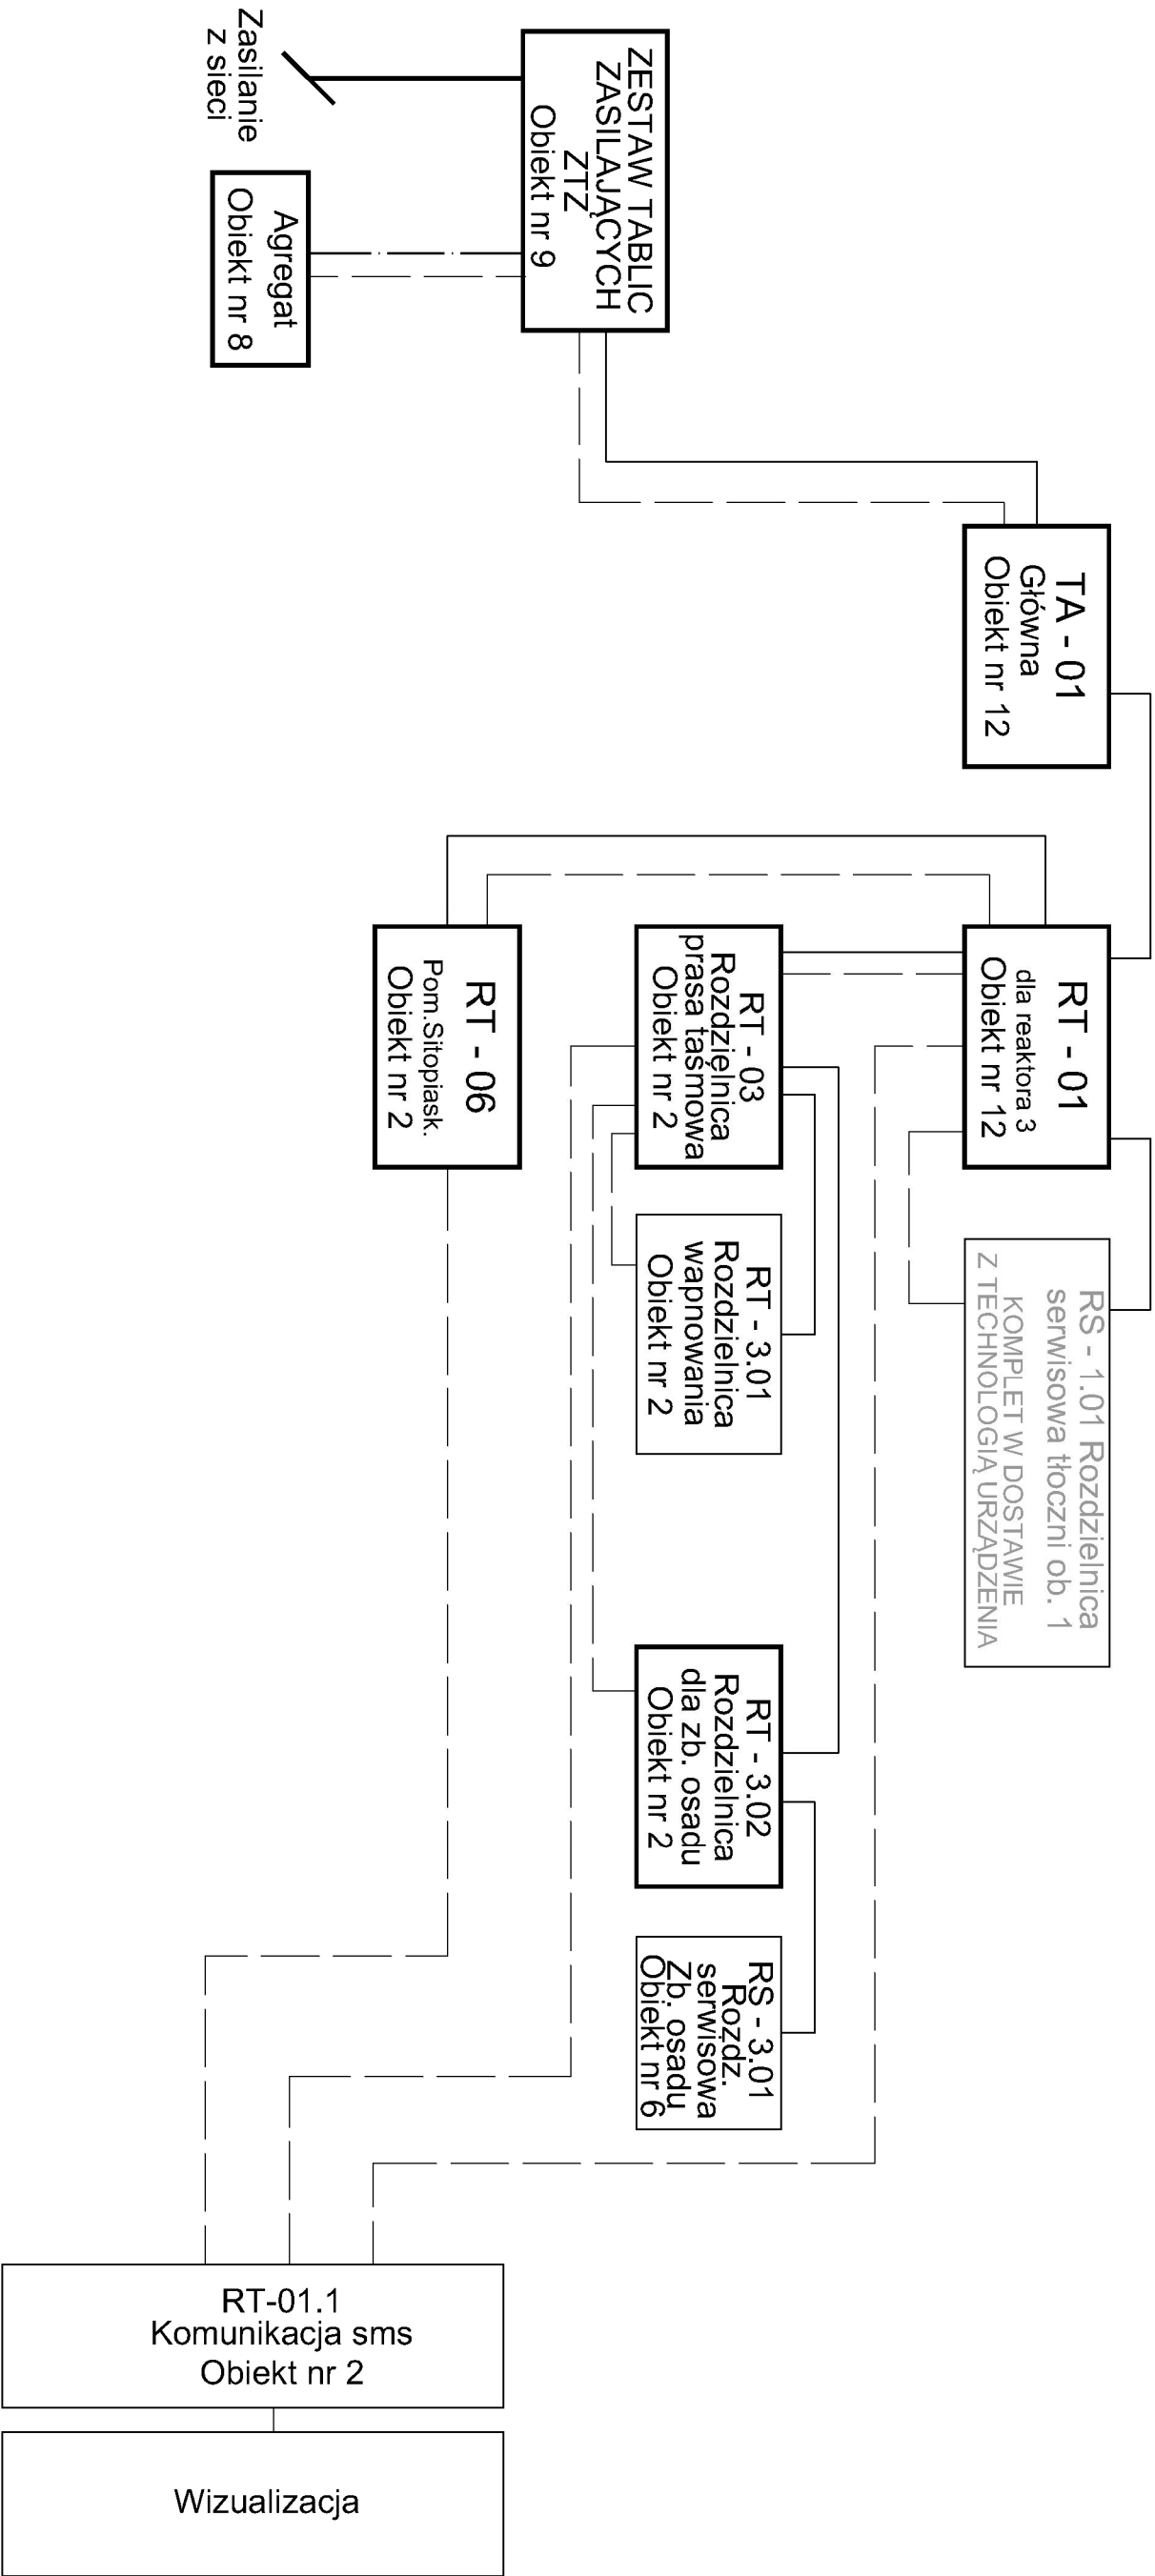 Zasilanie
z sieci
ZESTAW TABLIC
ZASILAJĄCYCH
ZTZ
Obiekt nr 9
Agregat
Obiekt nr 8
TA - 01
Główna
Obiekt nr 12
RT - 01
dla reaktora 3
Obiekt nr 12
RT - 03
Rozdzielnica
prasa taśmowa
Obiekt nr 2
RT - 06
Pom.Sitopiask.
Obiekt nr 2
RS - 1.01 Rozdzielnica
serwisowa tłoczni ob. 1
KOMPLET W DOSTAWIE
Z TECHNOLOGIĄ URZĄDZENIA
RT - 3.01
Rozdzielnica
wapnowania
Obiekt nr 2
RT - 3.02
Rozdzielnica
dla zb. osadu
Obiekt nr 2
RS - 3.01
Rozdz.
serwisowa
Zb. osadu
Obiekt nr 6
RT-01.1
Komunikacja sms
Obiekt nr 2
Wizualizacja